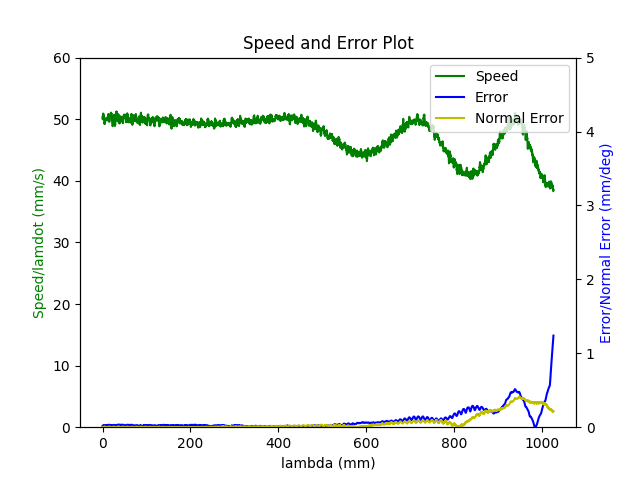 Speed and Error Plot
Speed
Error
Normal Error
60
50
40
30
20
10
0
5
4
3
2
1
0
0
200
400
600
800
1000
Speed/lamdot (mm/s)
Error/Normal Error (mm/deg)
lambda (mm)